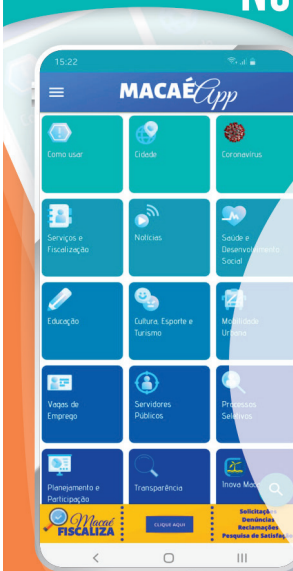 15:22
MACAÉ App
Como usar
Cidade
Coronavírus
Serviços e
Fiscalização
Notícias
Saúde e
Desenvolvimento
Social
Educação
Cultura, Esporte e
Turismo
Mobilidade
Urbana
Vagas de
Emprego
Servidores
Públicos
Processos
Seletivos
Planejamento e
Participação
Transparência
Inova Mac
Macaé
FISCALIZA
CLIQUE AQUI
Solicitações
Denúncias
Reclamações
Pesquisa de Satisfação